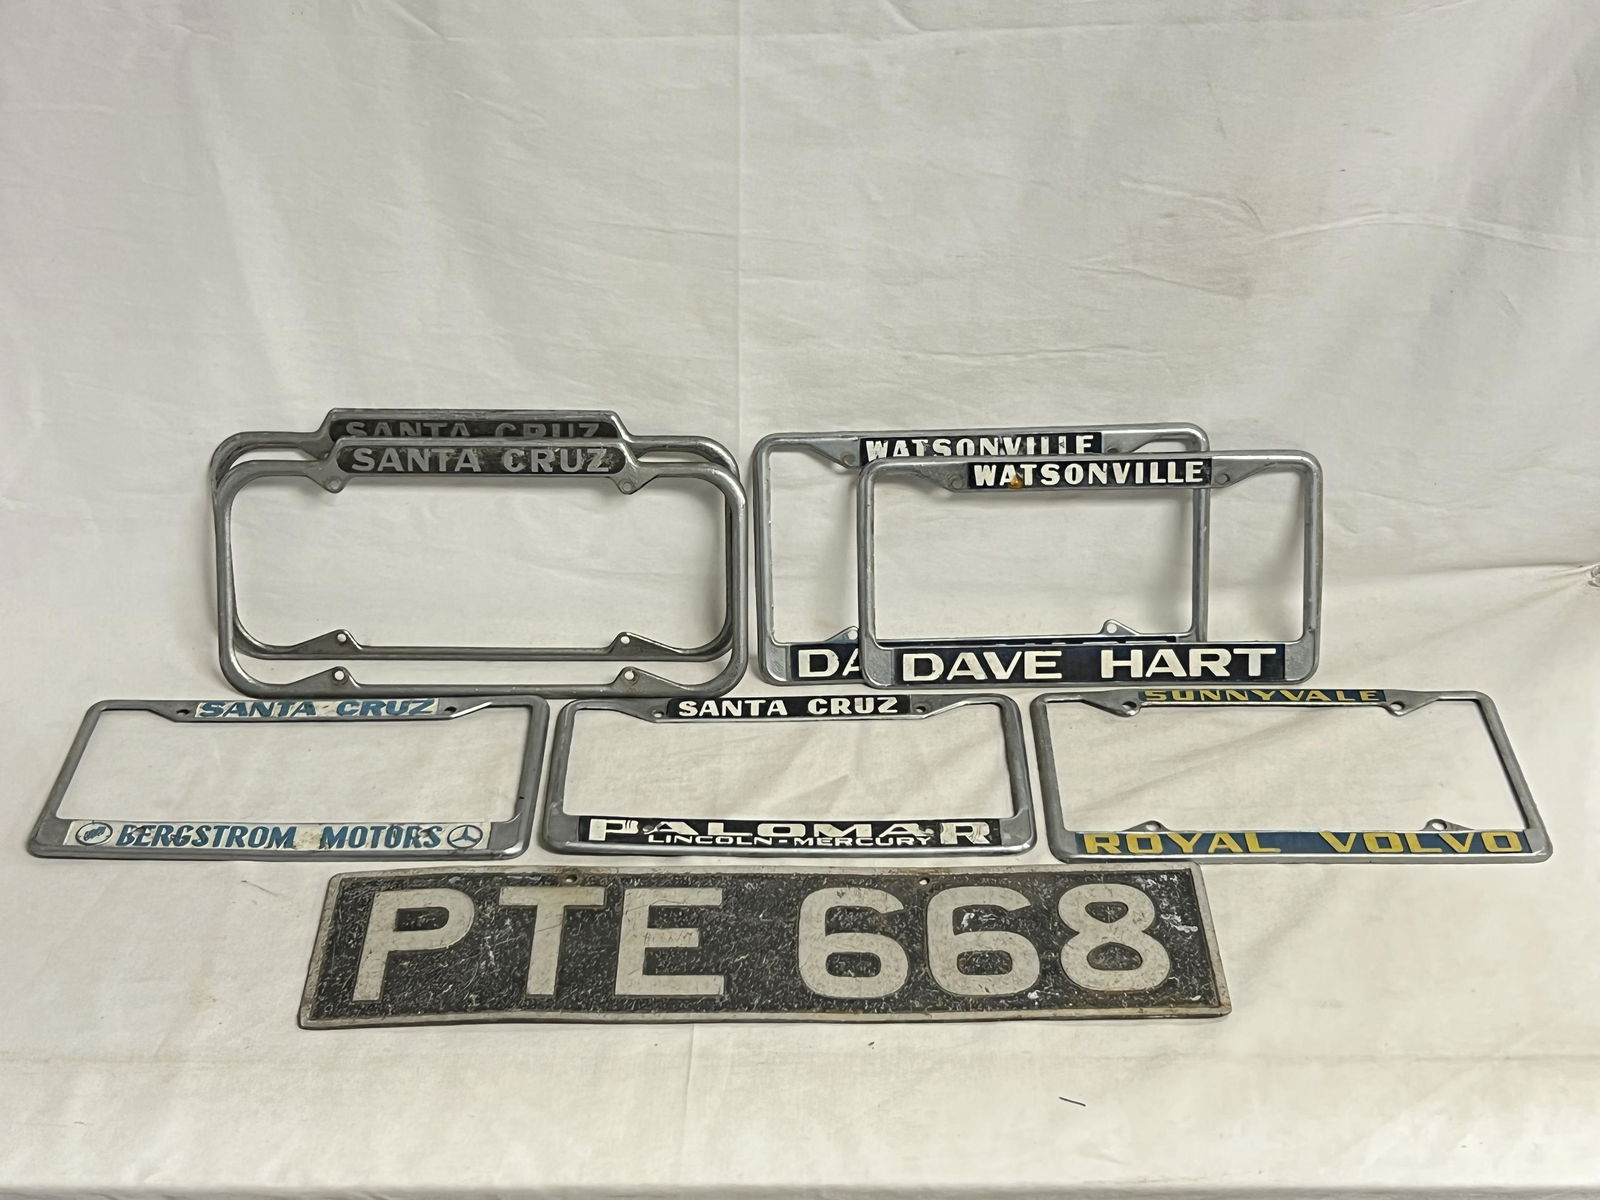 SANTA CRUZ
SANTA CRUZ
WATSONVILLE
WATSONVILLE
DA
DAVE HART
SANTA CRUZ
BERGSTROM MOTORS
SANTA CRUZ
PALOMAR
LINCOLN-MERCURY
SUNNYVALE
ROYAL VOLVO
PTE 668